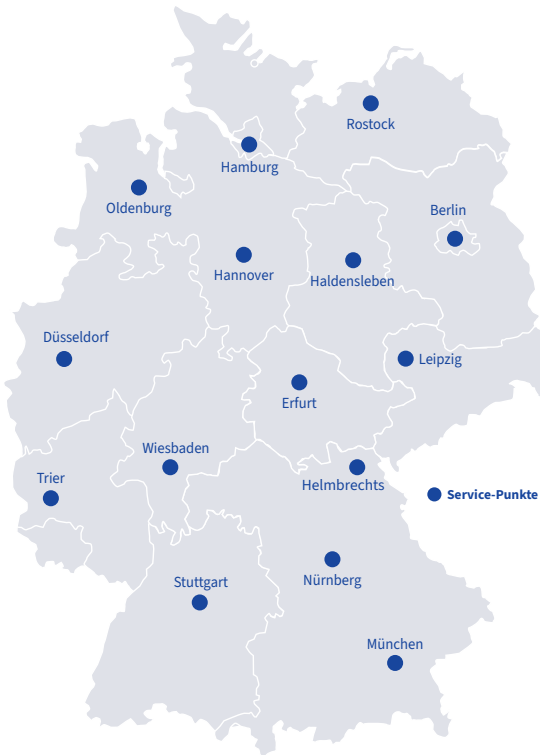 Rostock
Hamburg
Oldenburg
Berlin
Hannover
Haldensleben
Düsseldorf
Leipzig
Erfurt
Wiesbaden
Trier
Helmbrechts
Service-Punkte
Stuttgart
Nürnberg
München